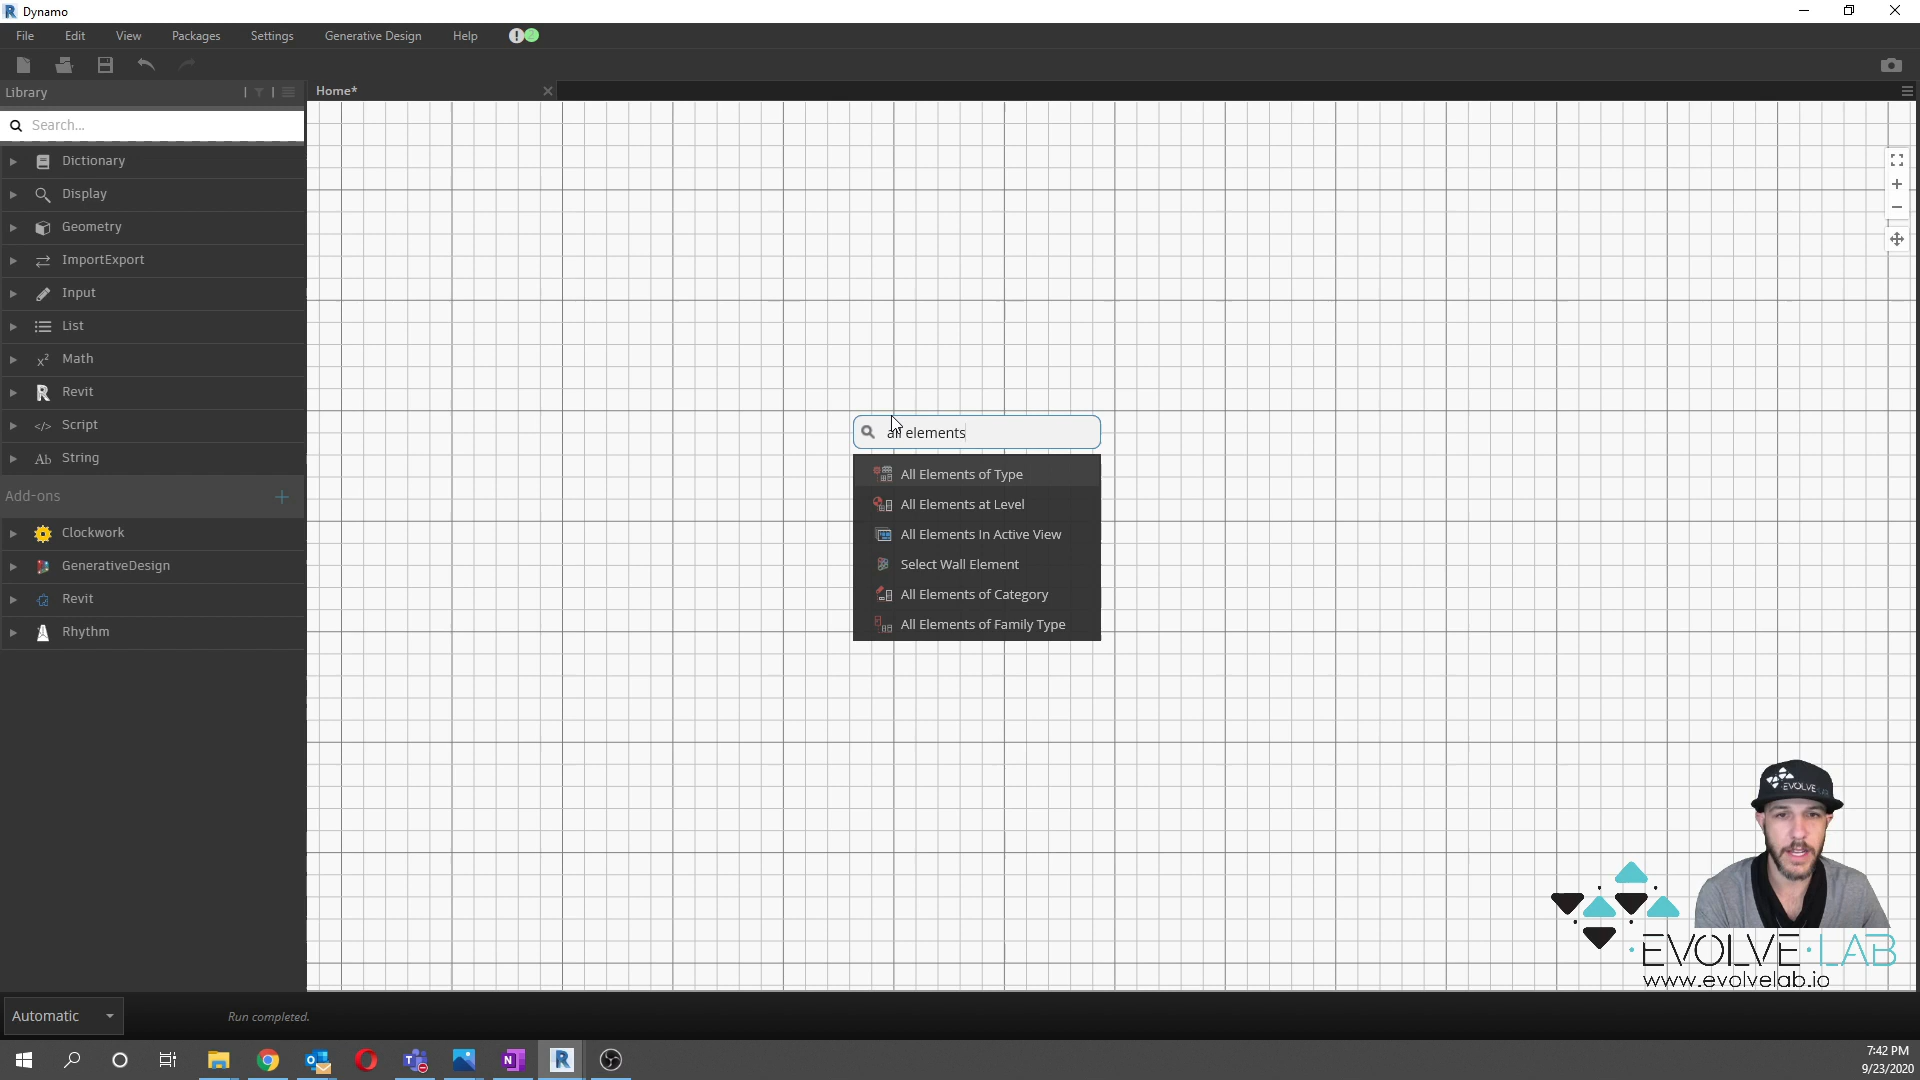 Dynamo
File Edit View Packages Settings Generative Design Help !
Library
Home*
Search...
Dictionary
Display
Geometry
ImportExport
Input
List
Math
Revit
Script
String
Add-ons
Clockwork
GenerativeDesign
Revit
Rhythm
all elements
All Elements of Type
All Elements at Level
All Elements In Active View
Select Wall Element
All Elements of Category
All Elements of Family Type
EVOLVE LAB
EVOLVE·LAB
www.evolvelab.io
Automatic
Run completed.
7:42 PM
9/23/2020